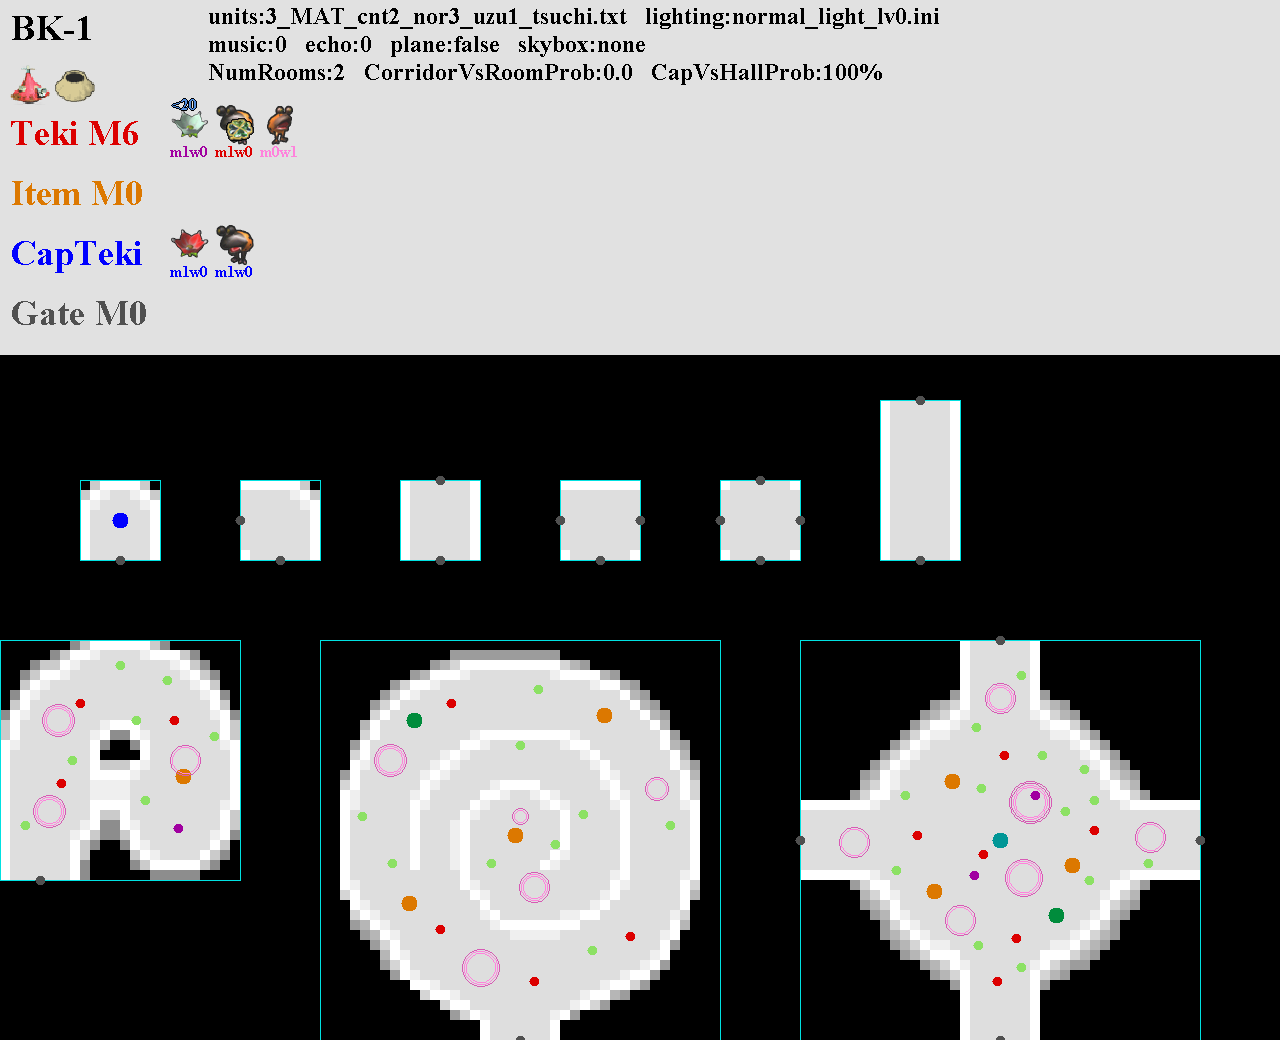 BK-1
units:3_MAT_cnt2_nor3_uzu1_tsuchi.txt lighting:normal_light_lv0.ini
music:0 echo:0 plane:false skybox:none
NumRooms:2 CorridorVsRoomProb:0.0 CapVsHallProb:100%
<20
Teki M6
m1w0 m1w0 m0w1
Item M0
CapTeki
m1w0 m1w0
Gate M0